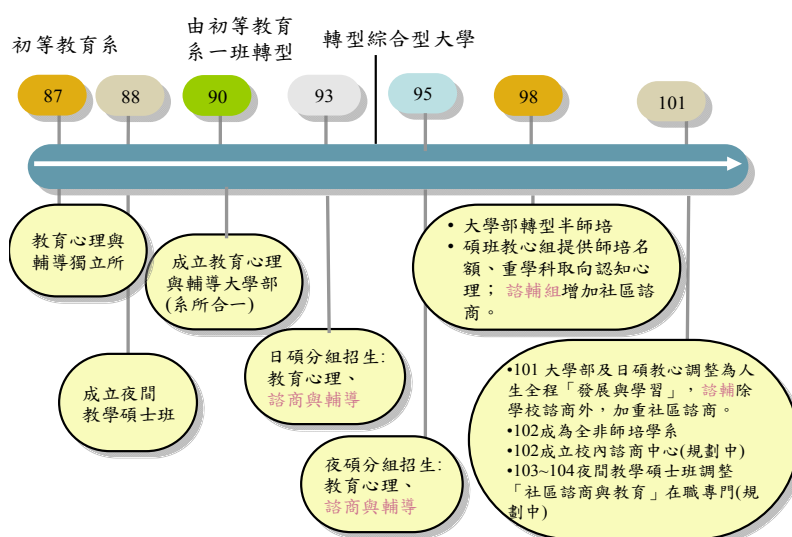 初等教育系
由初等教育
系一班轉型
轉型綜合型大學
87
88
90
93
95
98
101
教育心理與
輔導獨立所
成立夜間
教學碩士班
成立教育心理
與輔導大學部
(系所合一)
日碩分組招生:
教育心理、
諮商與輔導
夜碩分組招生:
教育心理、
諮商與輔導
• 大學部轉型半師培
• 碩班教心組提供師培名
額、重學科取向認知心
理； 諮輔組增加社區諮
商。
•101 大學部及日碩教心調整為人
生全程「發展與學習」，諮輔除
學校諮商外，加重社區諮商。
•102成為全非師培學系
•102成立校內諮商中心(規劃中)
•103~104夜間教學碩士班調整
「社區諮商與教育」在職專門(規
劃中)